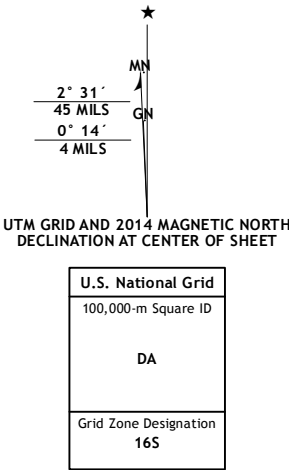 MN
2° 31´
45 MILS
GN
0° 14´
4 MILS
UTM GRID AND 2014 MAGNETIC NORTH
DECLINATION AT CENTER OF SHEET
U.S. National Grid
100,000-m Square ID
DA
Grid Zone Designation
16S